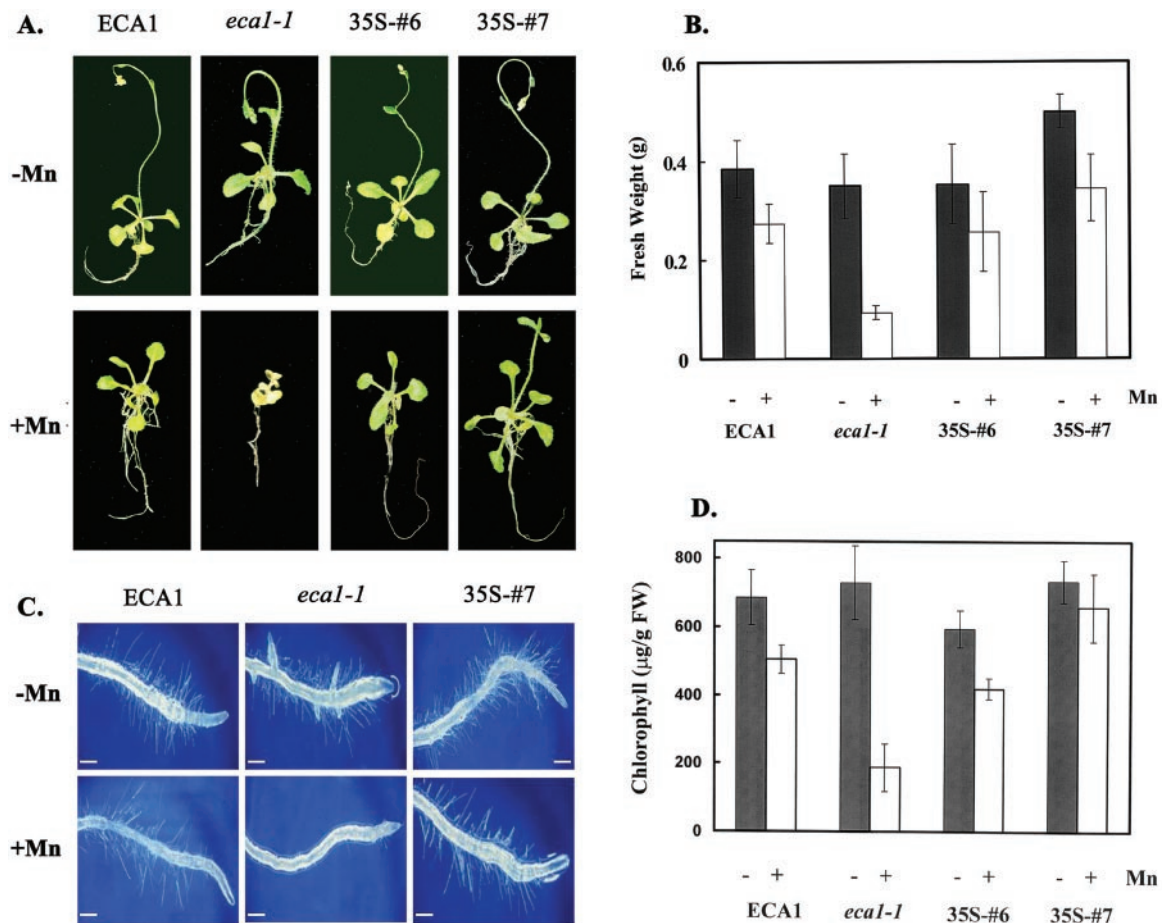 A.
ECA1 eca1-1 35S-#6 35S-#7
-Mn
+Mn
B.
Fresh Weight (g)
0.6
0.4
0.2
0
- + - + - + - + Mn
ECA1 eca1-1 35S-#6 35S-#7
C.
ECA1 eca1-1 35S-#7
-Mn
+Mn
D.
Chlorophyll (µg/g FW)
800
600
400
200
0
- + - + - + - + Mn
ECA1 eca1-1 35S-#6 35S-#7